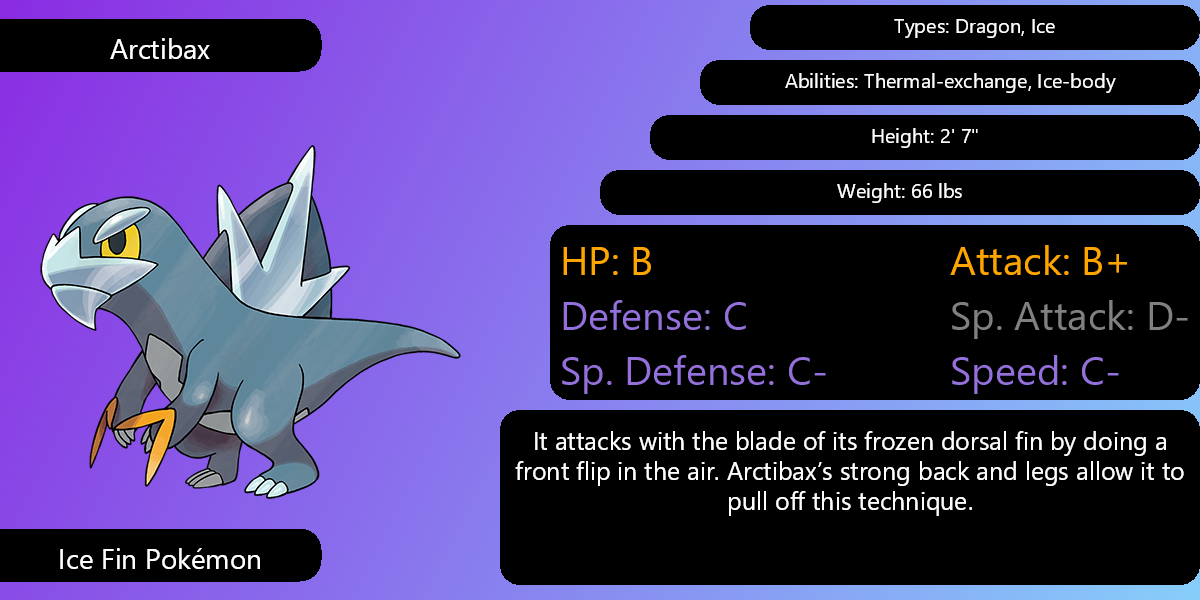 Arctibax
Types: Dragon, Ice
Abilities: Thermal-exchange, Ice-body
Height: 2' 7"
Weight: 66 lbs
HP: B
Attack: B+
Defense: C
Sp. Attack: D-
Sp. Defense: C-
Speed: C-
It attacks with the blade of its frozen dorsal fin by doing a
front flip in the air. Arctibax’s strong back and legs allow it to
pull off this technique.
Ice Fin Pokémon